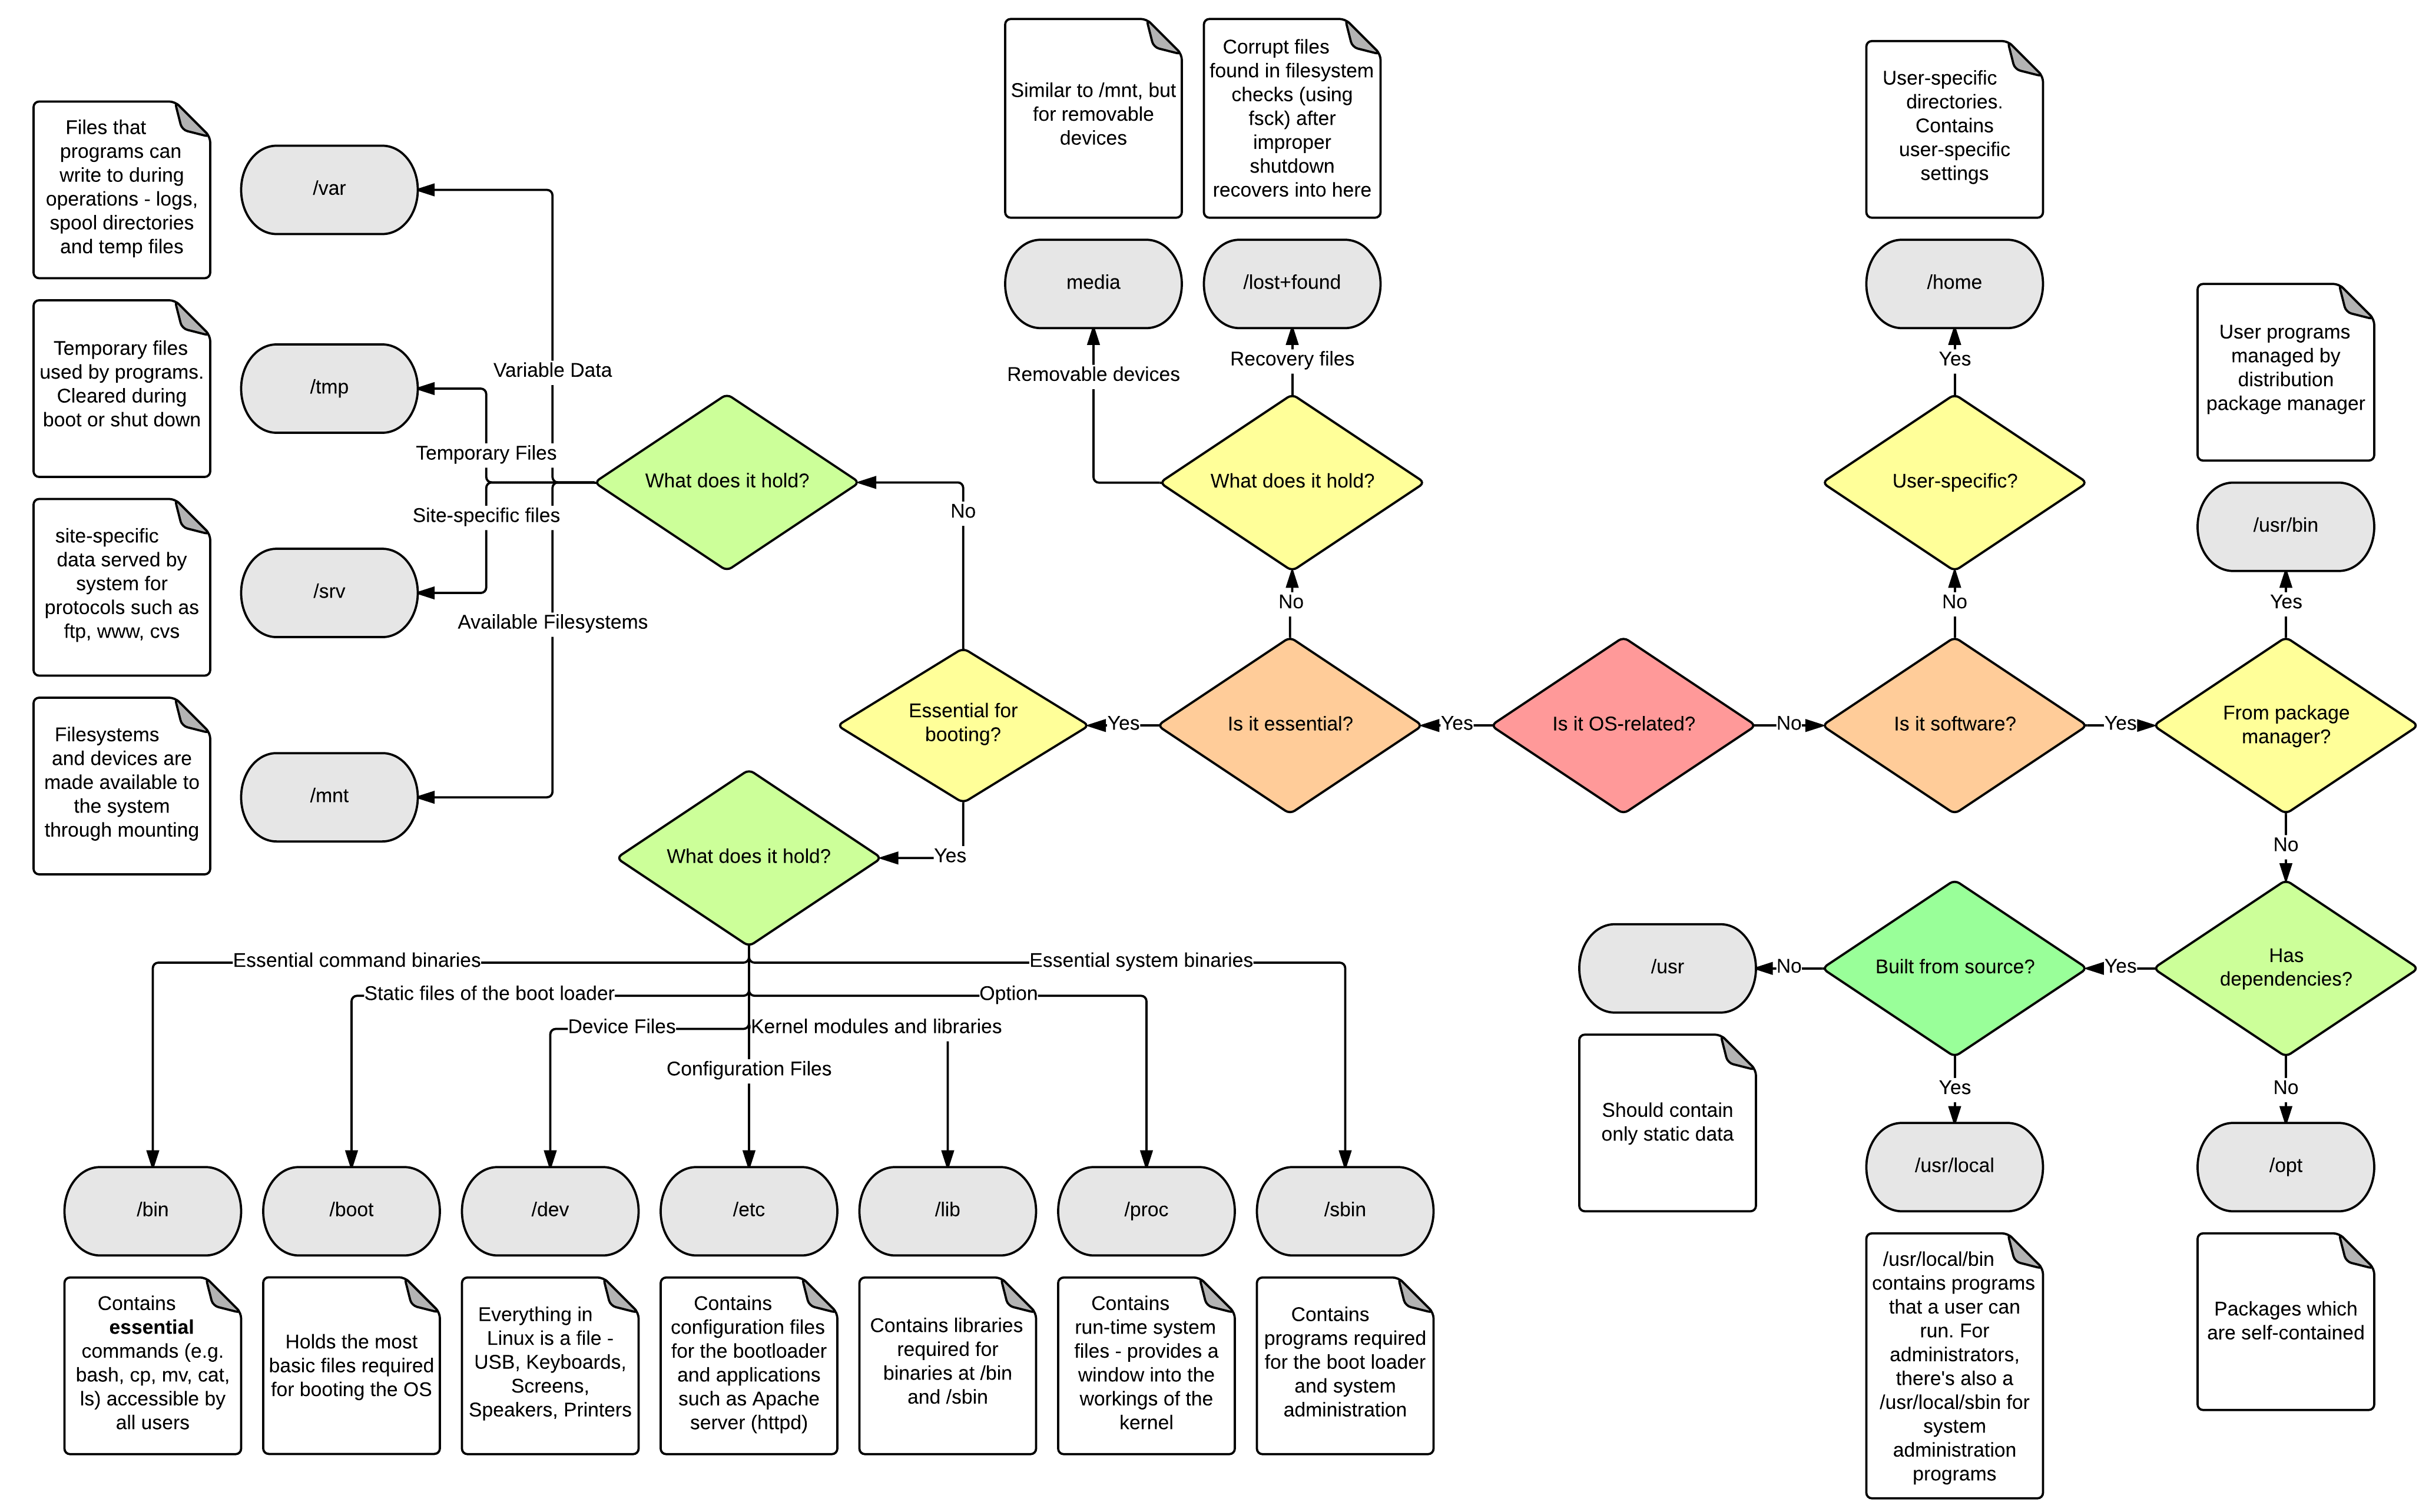 Similar to /mnt, but
for removable
devices
Corrupt files
found in filesystem
checks (using
fsck) after
improper
shutdown
recovers into here
User-specific
directories.
Contains
user-specific
settings
Files that
programs can
write to during
operations - logs,
spool directories
and temp files
/var
media
/lost+found
/home
User programs
managed by
distribution
package manager
Temporary files
used by programs.
Cleared during
boot or shut down
/tmp
Variable Data
Removable devices
Recovery files
Yes
Temporary Files
What does it hold?
What does it hold?
User-specific?
/usr/bin
Site-specific files
No
site-specific
data served by
system for
protocols such as
ftp, www, cvs
/srv
Available Filesystems
No
No
Yes
Filesystems
and devices are
made available to
the system
through mounting
/mnt
Essential for
booting?
Yes
Is it essential?
Yes
Is it OS-related?
No
Is it software?
Yes
From package
manager?
What does it hold?
Yes
No
Essential command binaries
Essential system binaries
Static files of the boot loader
Option
Device Files
Kernel modules and libraries
Configuration Files
/usr
No
Built from source?
Yes
Has
dependencies?
Should contain
only static data
Yes
No
/bin
/boot
/dev
/etc
/lib
/proc
/sbin
/usr/local
/opt
Contains
essential
commands (e.g.
bash, cp, mv, cat,
ls) accessible by
all users
Holds the most
basic files required
for booting the OS
Everything in
Linux is a file -
USB, Keyboards,
Screens,
Speakers, Printers
Contains
configuration files
for the bootloader
and applications
such as Apache
server (httpd)
Contains libraries
required for
binaries at /bin
and /sbin
Contains
run-time system
files - provides a
window into the
workings of the
kernel
Contains
programs required
for the boot loader
and system
administration
/usr/local/bin
contains programs
that a user can
run. For
administrators,
there's also a
/usr/local/sbin for
system
administration
programs
Packages which
are self-contained